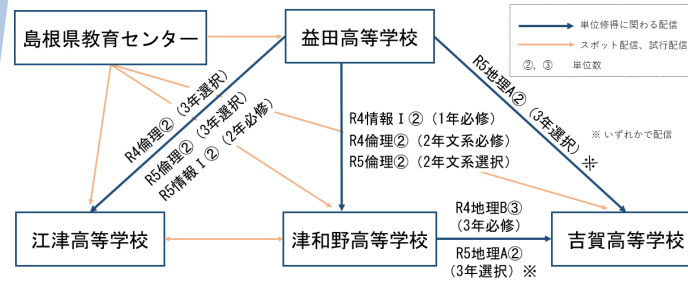 島根県教育センター
益田高等学校
単位修得に関わる配信
スポット配信、試行配信
②，③　単位数
R4倫理②（3年選択）
R5倫理②（3年選択）
R5情報Ⅰ②（2年必修）
R4情報Ⅰ②（1年必修）
R4倫理②（2年文系必修）
R5倫理②（2年文系選択）
R5地理A②（3年選択）※
※ いずれかで配信
江津高等学校
津和野高等学校
R4地理B③
（3年必修）
R5地理A②
（3年選択）※
吉賀高等学校